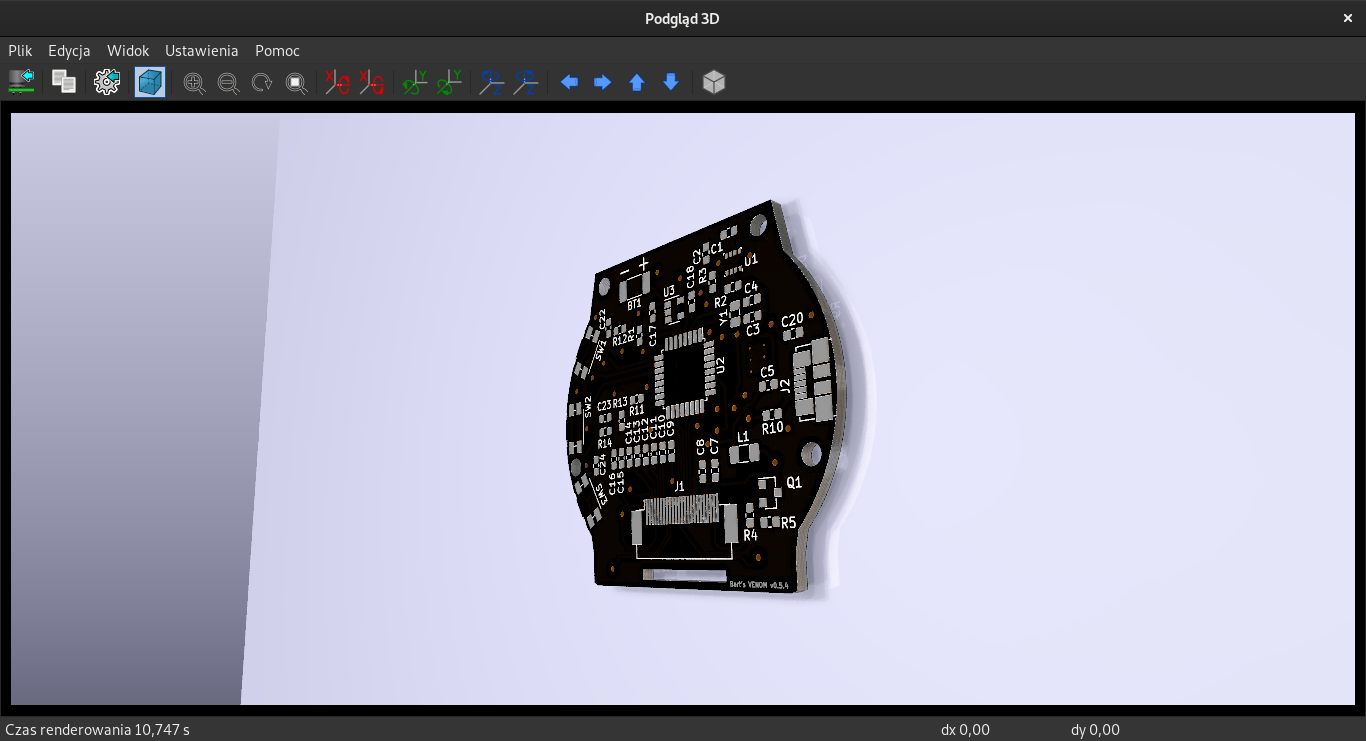 Podgląd 3D
Plik Edycja Widok Ustawienia Pomoc
C1
C2
U1
C18
R3
BT1
U3
C4
R2
Y1
C3
C20
C22
R12
R1
C17
SW1
U2
C5
J2
SW2
C23
R13
R11
R10
R14
C14
C13
C12
C11
C10
C9
L1
C8
C7
C24
C16
C15
SW3
J1
Q1
R4
R5
Bart's VENOM v0.5.4
Czas renderowania 10,747 s dx 0,00 dy 0,00